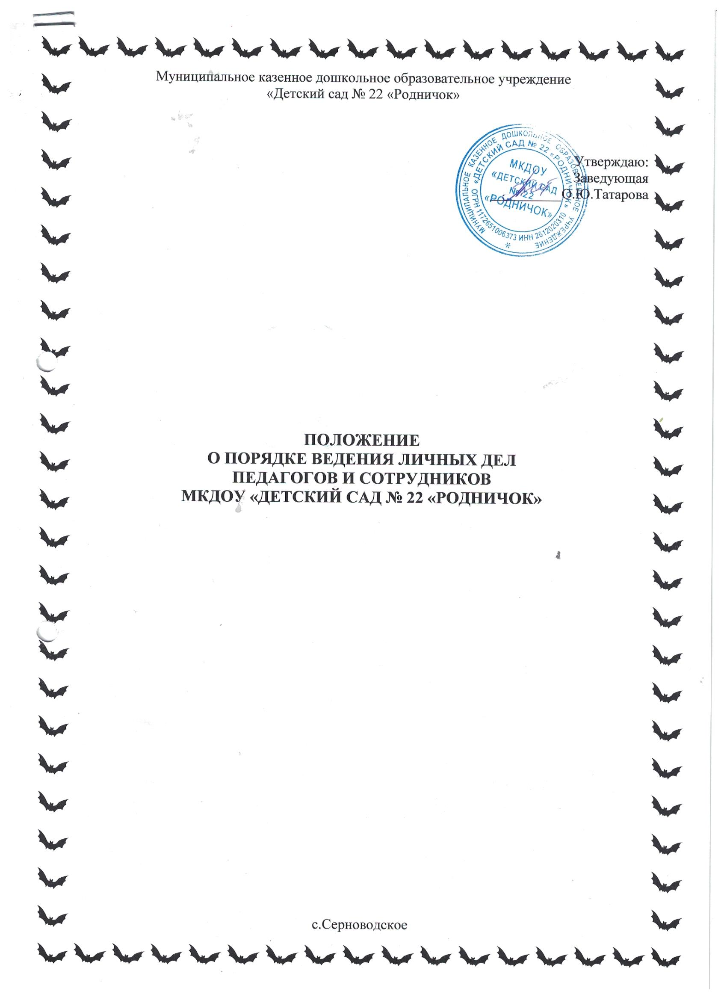 Муниципальное казенное дошкольное образовательное учреждение
«Детский сад № 22 «Родничок»
Утверждаю:
Заведующая
О.Ю.Татарова
МУНИЦИПАЛЬНОЕ КАЗЕННОЕ ДОШКОЛЬНОЕ ОБРАЗОВАТЕЛЬНОЕ УЧРЕЖДЕНИЕ
«ДЕТСКИЙ САД № 22 «РОДНИЧОК»
ОГРН 1172651006373 ИНН 2612020310
МКДОУ
«ДЕТСКИЙ САД
№ 22
«РОДНИЧОК»
ПОЛОЖЕНИЕ
О ПОРЯДКЕ ВЕДЕНИЯ ЛИЧНЫХ ДЕЛ
ПЕДАГОГОВ И СОТРУДНИКОВ
МКДОУ «ДЕТСКИЙ САД № 22 «РОДНИЧОК»
с.Серноводское